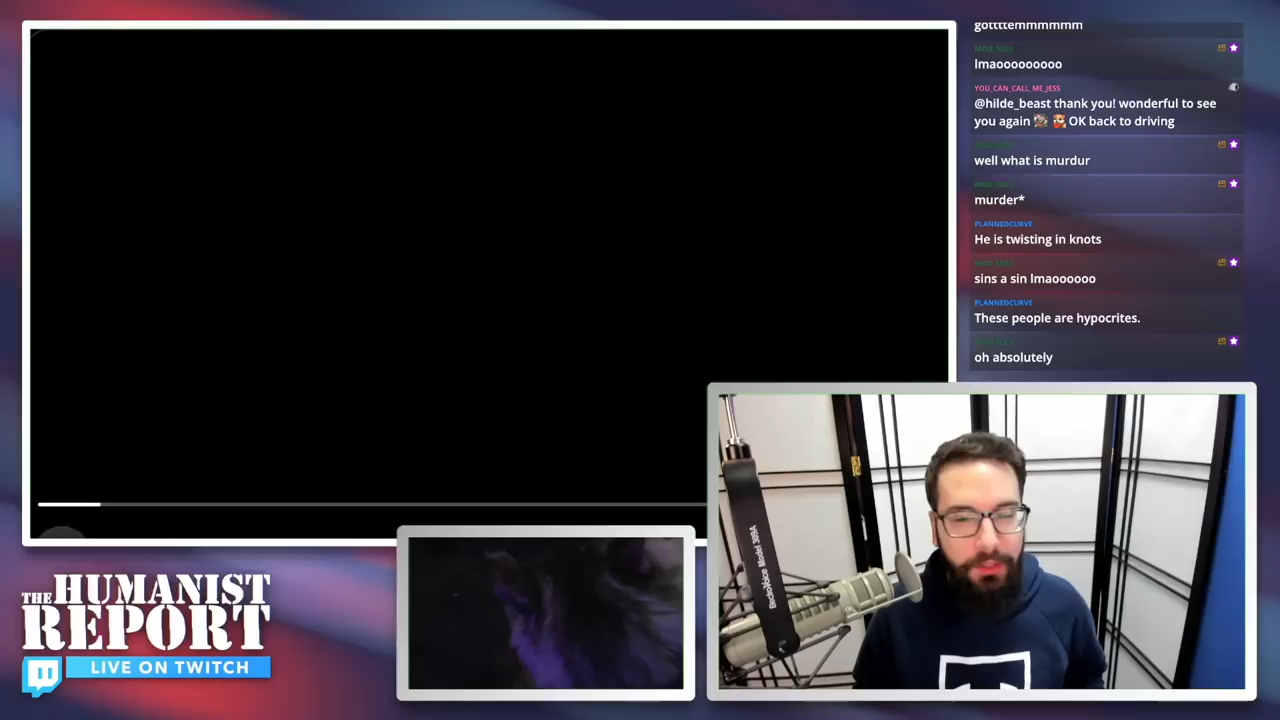 gotttttemmmmmm
lmaooooooooo
YOU_CAN_CALL_ME_JESS
@hilde_beast thank you! wonderful to see
you again OK back to driving
well what is murdur
murder*
PLANNEDCURVE
He is twisting in knots
sins a sin lmaoooooo
PLANNEDCURVE
These people are hypocrites.
oh absolutely
THE HUMANIST
REPORT
LIVE ON TWITCH